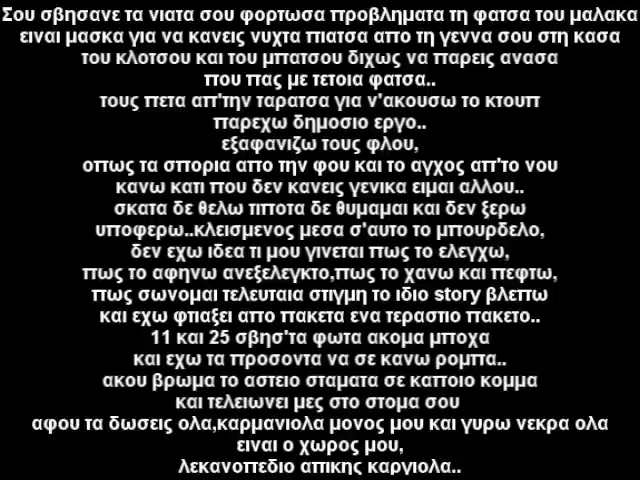 Σου σβησανε τα νιατα σου φορτωσα προβληματα τη φατσα του μαλακα
ειναι μασκα για να κανεις νυχτα πιατσα απο τη γεννα σου στη κασα
του κλοτσου και του μπατσου διχως να παρεις ανασα
που πας με τετοια φατσα..
τους πετα απ'την ταρατσα για ν'ακουσω το κτουπ
παρεχω δημοσιο εργο..
εξαφανιζω τους φλου,
οπως τα σπορια απο την φου και το αγχος απ'το νου
κανω κατι που δεν κανεις γενικα ειμαι αλλου..
σκατα δε θελω τιποτα δε θυμαμαι και δεν ξερω
υποφερω..κλεισμενος μεσα σ'αυτο το μπουρδελο,
δεν εχω ιδεα τι μου γινεται πως το ελεγχω,
πως το αφηνω ανεξελεγκτο,πως το χανω και πεφτω,
πως σωνομαι τελευταια στιγμη το ιδιο story βλεπω
και εχω φτιαξει απο πακετα ενα τεραστιο πακετο..
11 και 25 σβησ'τα φωτα ακομα μποχα
και εχω τα προσοντα να σε κανω ρομπα..
ακου βρωμα το αστειο σταματα σε καποιο κομμα
και τελειωνει μες στο στομα σου
αφου τα δωσεις ολα,καρμανιολα μονος μου και γυρω νεκρα ολα
ειναι ο χωρος μου,
λεκανοπεδιο απικης καργιολα..